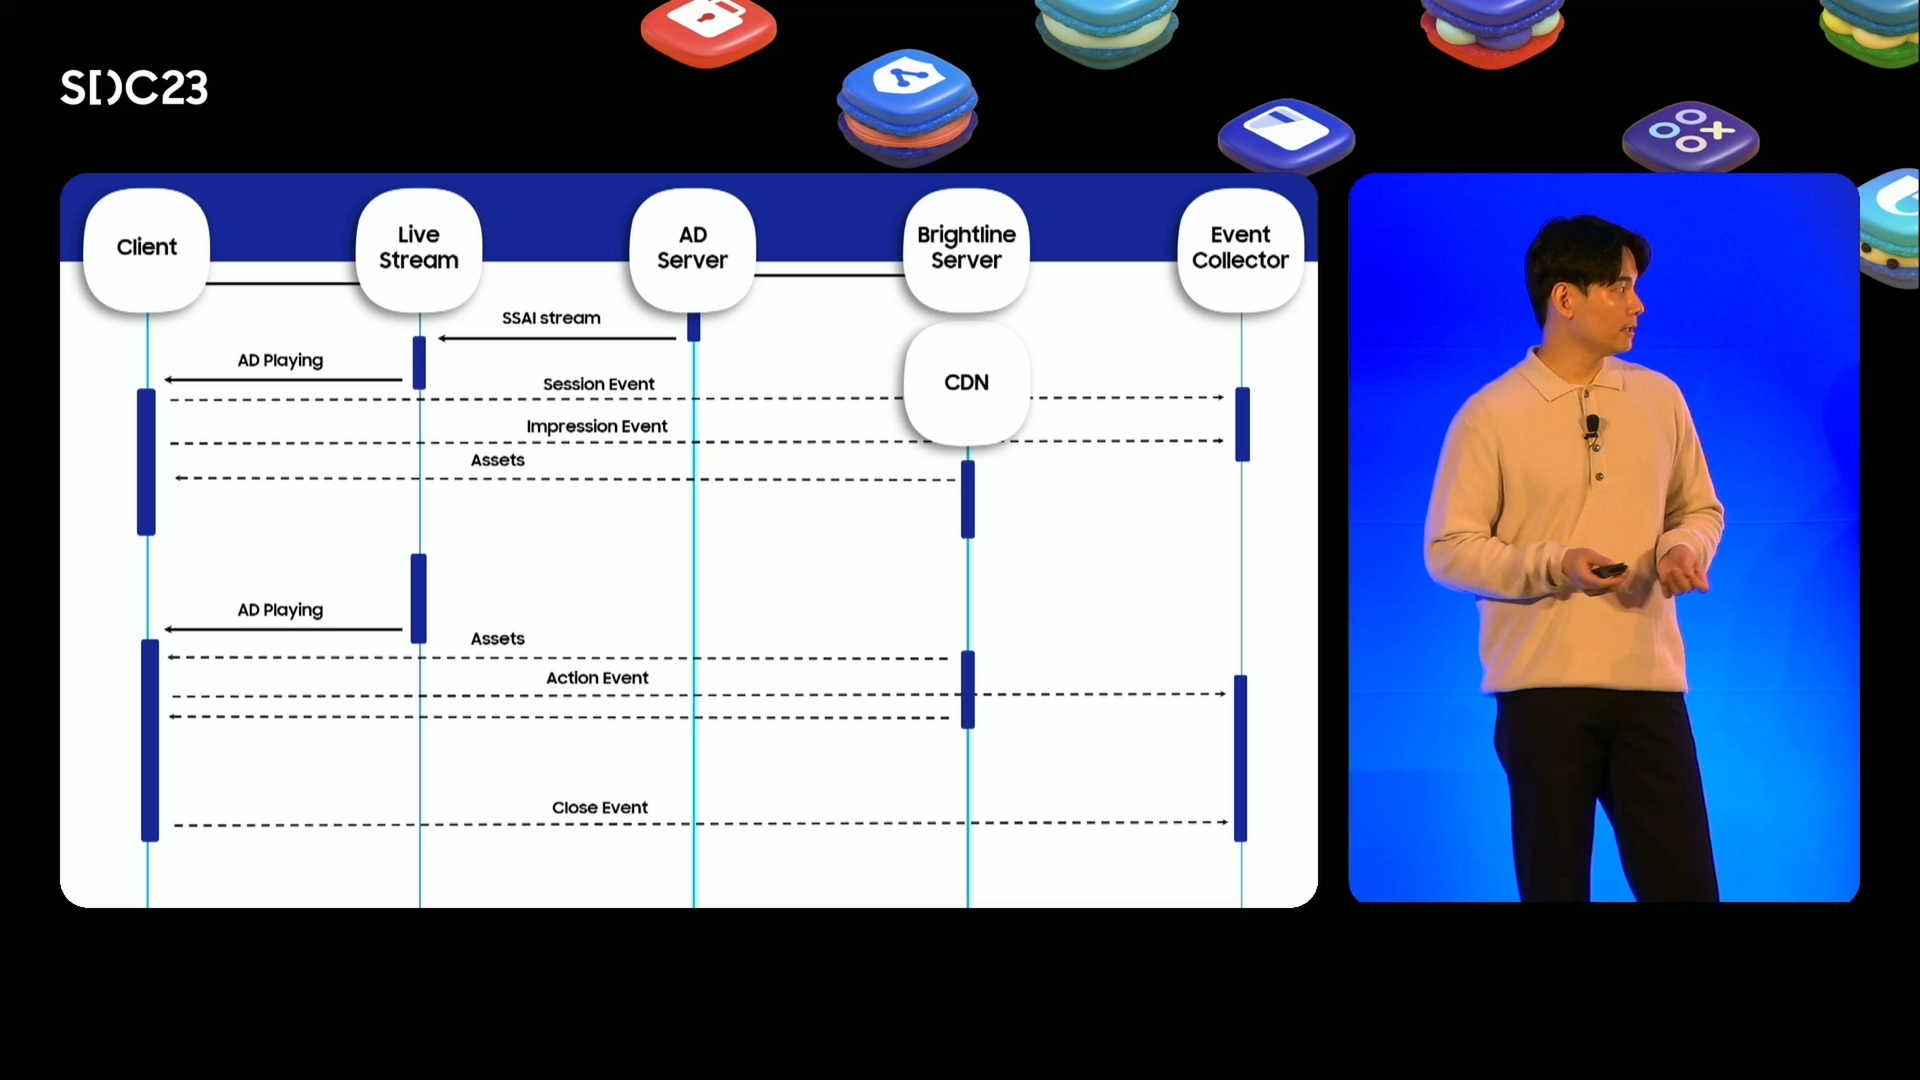 SDC23
Client
Live
Stream
AD
Server
Brightline
Server
Event
Collector
SSAI stream
AD Playing
Session Event
CDN
Impression Event
Assets
AD Playing
Assets
Action Event
Close Event